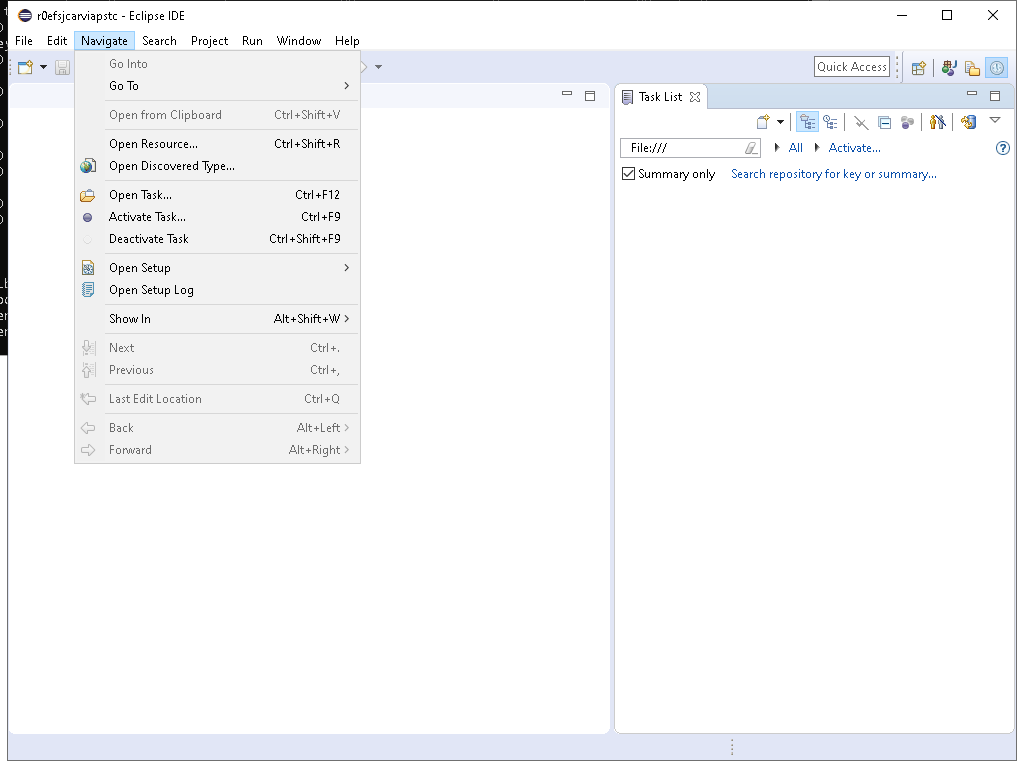 r0efsjcarviapstc - Eclipse IDE
File Edit Navigate Search Project Run Window Help
Quick Access
Go Into
Go To
Open from Clipboard Ctrl+Shift+V
Open Resource... Ctrl+Shift+R
Open Discovered Type...
Open Task... Ctrl+F12
Activate Task... Ctrl+F9
Deactivate Task Ctrl+Shift+F9
Open Setup
Open Setup Log
Show In Alt+Shift+W
Next Ctrl+.
Previous Ctrl+,
Last Edit Location Ctrl+Q
Back Alt+Left
Forward Alt+Right
Task List
File:/// All Activate...
Summary only Search repository for key or summary...